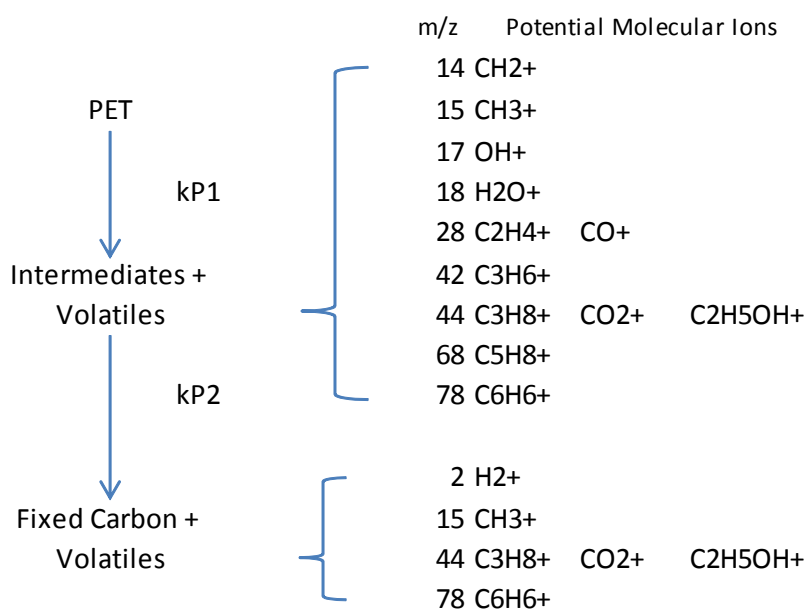 m/z Potential Molecular Ions
14 CH2+
PET
15 CH3+
17 OH+
kP1
18 H2O+
28 C2H4+ CO+
Intermediates +
Volatiles
42 C3H6+
44 C3H8+ CO2+ C2H5OH+
68 C5H8+
kP2
78 C6H6+
2 H2+
Fixed Carbon +
Volatiles
15 CH3+
44 C3H8+ CO2+ C2H5OH+
78 C6H6+